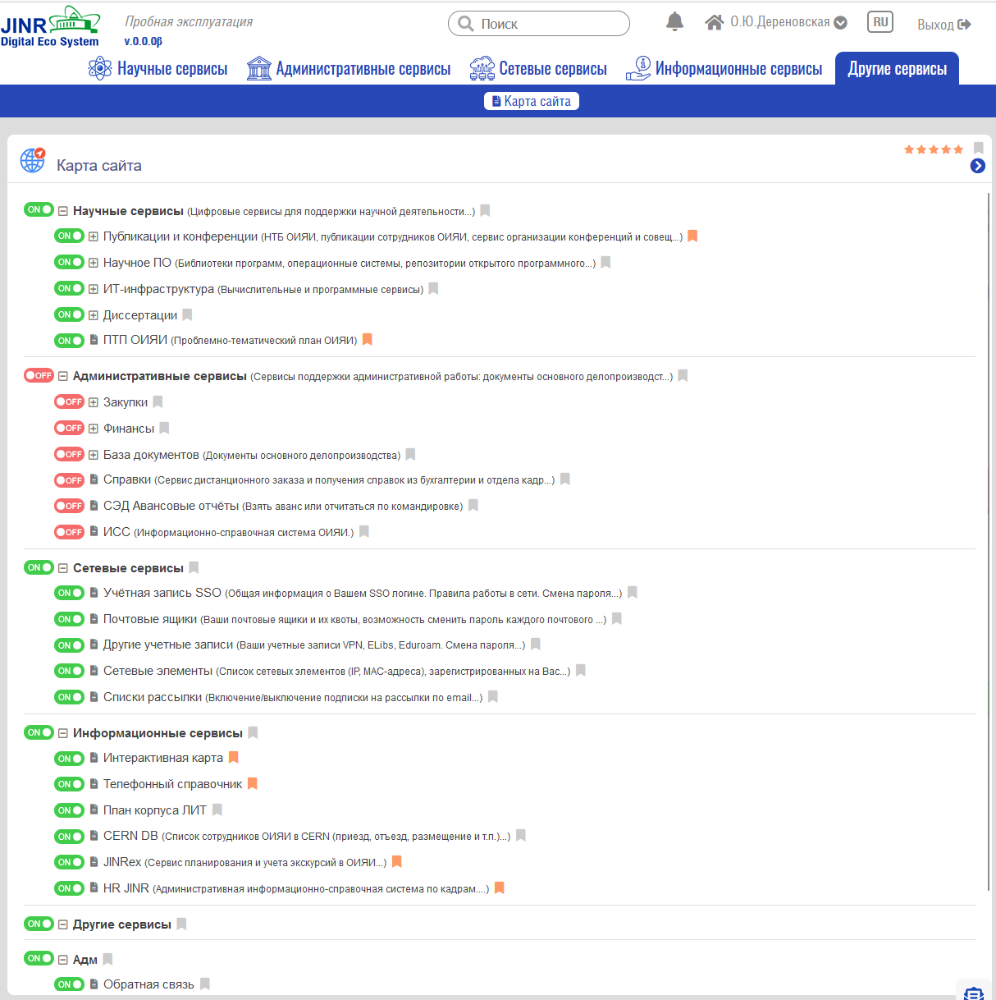 JINR
Digital Eco System
Пробная эксплуатация
v.0.0.0β
Поиск
О.Ю.Дереновская
RU
Выход
Научные сервисы
Административные сервисы
Сетевые сервисы
Информационные сервисы
Другие сервисы
Карта сайта
Карта сайта
ON Научные сервисы (Цифровые сервисы для поддержки научной деятельности...)
ON Публикации и конференции (НТБ ОИЯИ, публикации сотрудников ОИЯИ, сервис организации конференций и совещ...)
ON Научное ПО (Библиотеки программ, операционные системы, репозитории открытого программного...)
ON ИТ-инфраструктура (Вычислительные и программные сервисы)
ON Диссертации
ON ПТП ОИЯИ (Проблемно-тематический план ОИЯИ)
OFF Административные сервисы (Сервисы поддержки административной работы: документы основного делопроизводст...)
OFF Закупки
OFF Финансы
OFF База документов (Документы основного делопроизводства)
OFF Справки (Сервис дистанционного заказа и получения справок из бухгалтерии и отдела кадр...)
OFF СЭД Авансовые отчёты (Взять аванс или отчитаться по командировке)
OFF ИСС (Информационно-справочная система ОИЯИ.)
ON Сетевые сервисы
ON Учётная запись SSO (Общая информация о Вашем SSO логине. Правила работы в сети. Смена пароля...)
ON Почтовые ящики (Ваши почтовые ящики и их квоты, возможность сменить пароль каждого почтового ...)
ON Другие учетные записи (Ваши учетные записи VPN, ELibs, Eduroam. Смена пароля...)
ON Сетевые элементы (Список сетевых элементов (IP, MAC-адреса), зарегистрированных на Вас...)
ON Списки рассылки (Включение/выключение подписки на рассылки по email...)
ON Информационные сервисы
ON Интерактивная карта
ON Телефонный справочник
ON План корпуса ЛИТ
ON CERN DB (Список сотрудников ОИЯИ в CERN (приезд, отъезд, размещение и т.п.)...)
ON JINRex (Сервис планирования и учета экскурсий в ОИЯИ...)
ON HR JINR (Административная информационно-справочная система по кадрам....)
ON Другие сервисы
ON Адм
ON Обратная связь